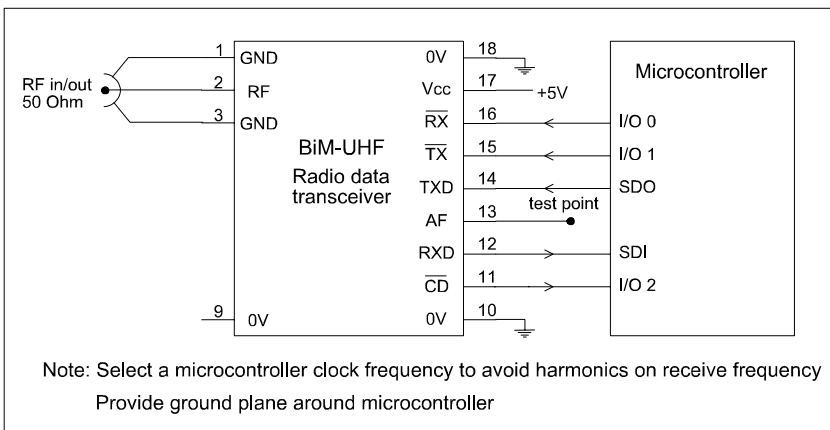 1 GND 0V 18
RF in/out
50 Ohm
2 RF Vcc 17 +5V
3 GND R̅X̅ 16 I/O 0
BiM-UHF
Radio data
transceiver
T̅X̅ 15 I/O 1
TXD 14 SDO
AF 13 test point
RXD 12 SDI
C̅D̅ 11 I/O 2
9 0V 0V 10
Microcontroller
Note: Select a microcontroller clock frequency to avoid harmonics on receive frequency
Provide ground plane around microcontroller